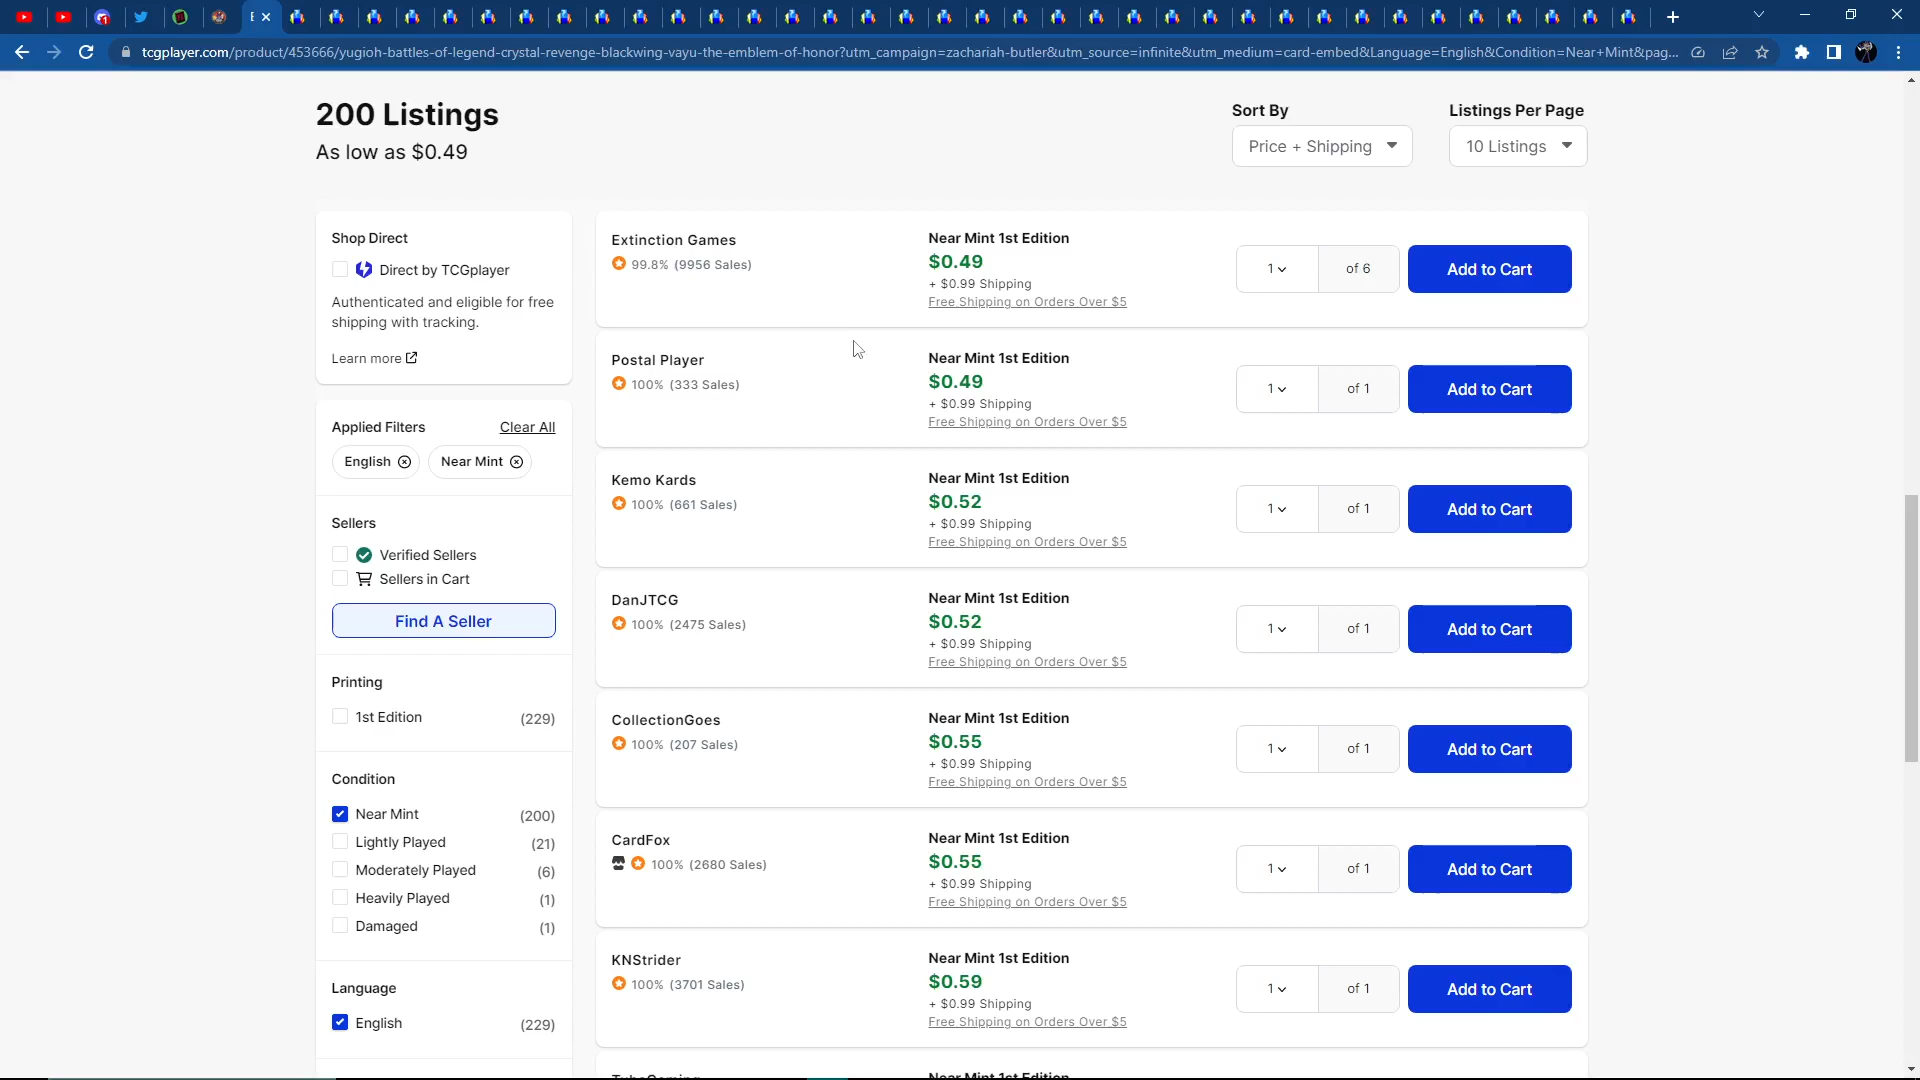 E
tcgplayer.com/product/453666/yugioh-battles-of-legend-crystal-revenge-blackwing-vayu-the-emblem-of-honor?utm_campaign=zachariah-butler&utm_source=infinite&utm_medium=card-embed&Language=English&Condition=Near+Mint&pag...
200 Listings
As low as $0.49
Sort By
Price + Shipping
Listings Per Page
10 Listings
Shop Direct
Direct by TCGplayer
Authenticated and eligible for free
shipping with tracking.
Learn more
Applied Filters
Clear All
English
Near Mint
Sellers
Verified Sellers
Sellers in Cart
Find A Seller
Printing
1st Edition (229)
Condition
Near Mint (200)
Lightly Played (21)
Moderately Played (6)
Heavily Played (1)
Damaged (1)
Language
English (229)
Extinction Games
99.8% (9956 Sales)
Near Mint 1st Edition
$0.49
+ $0.99 Shipping
Free Shipping on Orders Over $5
1 of 6
Add to Cart
Postal Player
100% (333 Sales)
Near Mint 1st Edition
$0.49
+ $0.99 Shipping
Free Shipping on Orders Over $5
1 of 1
Add to Cart
Kemo Kards
100% (661 Sales)
Near Mint 1st Edition
$0.52
+ $0.99 Shipping
Free Shipping on Orders Over $5
1 of 1
Add to Cart
DanJTCG
100% (2475 Sales)
Near Mint 1st Edition
$0.52
+ $0.99 Shipping
Free Shipping on Orders Over $5
1 of 1
Add to Cart
CollectionGoes
100% (207 Sales)
Near Mint 1st Edition
$0.55
+ $0.99 Shipping
Free Shipping on Orders Over $5
1 of 1
Add to Cart
CardFox
100% (2680 Sales)
Near Mint 1st Edition
$0.55
+ $0.99 Shipping
Free Shipping on Orders Over $5
1 of 1
Add to Cart
KNStrider
100% (3701 Sales)
Near Mint 1st Edition
$0.59
+ $0.99 Shipping
Free Shipping on Orders Over $5
1 of 1
Add to Cart
Near Mint 1st Edition